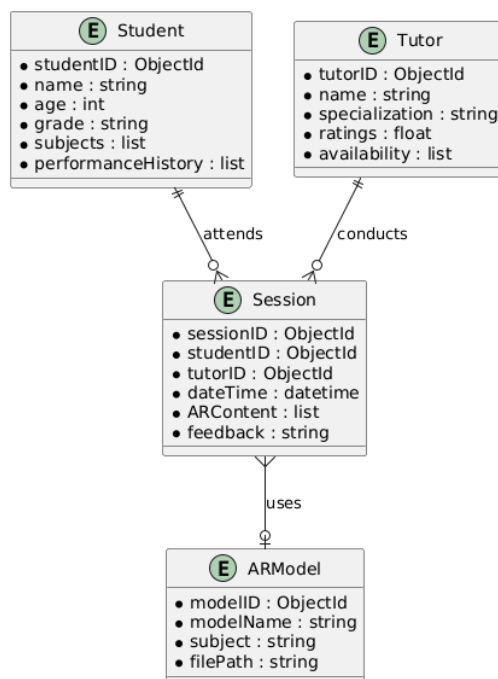 E Student
* studentID : ObjectId
* name : string
* age : int
* grade : string
* subjects : list
* performanceHistory : list
E Tutor
* tutorID : ObjectId
* name : string
* specialization : string
* ratings : float
* availability : list
attends
conducts
E Session
* sessionID : ObjectId
* studentID : ObjectId
* tutorID : ObjectId
* dateTime : datetime
* ARContent : list
* feedback : string
uses
E ARModel
* modelID : ObjectId
* modelName : string
* subject : string
* filePath : string